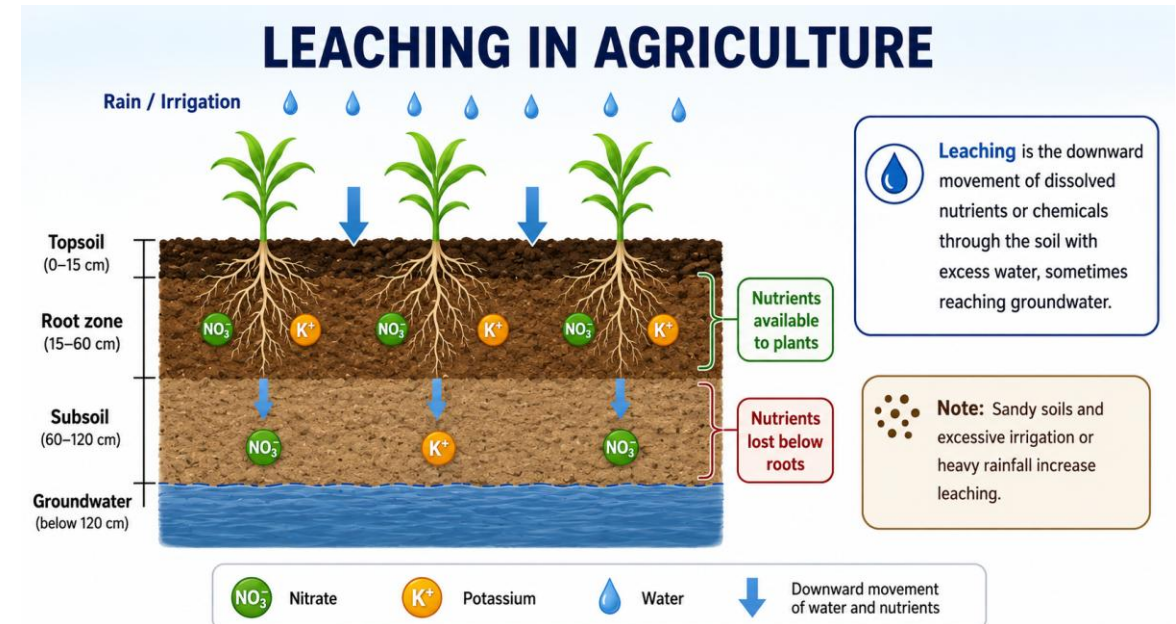 LEACHING IN AGRICULTURE
Rain / Irrigation
Topsoil
(0–15 cm)
Root zone
(15–60 cm)
Subsoil
(60–120 cm)
Groundwater
(below 120 cm)
NO₃⁻
K⁺
NO₃⁻
K⁺
NO₃⁻
K⁺
NO₃⁻
K⁺
NO₃⁻
Nutrients
available
to plants
Nutrients
lost below
roots
Leaching is the downward
movement of dissolved
nutrients or chemicals
through the soil with
excess water, sometimes
reaching groundwater.
Note: Sandy soils and
excessive irrigation or
heavy rainfall increase
leaching.
NO₃⁻ Nitrate
K⁺ Potassium
Water
Downward movement
of water and nutrients